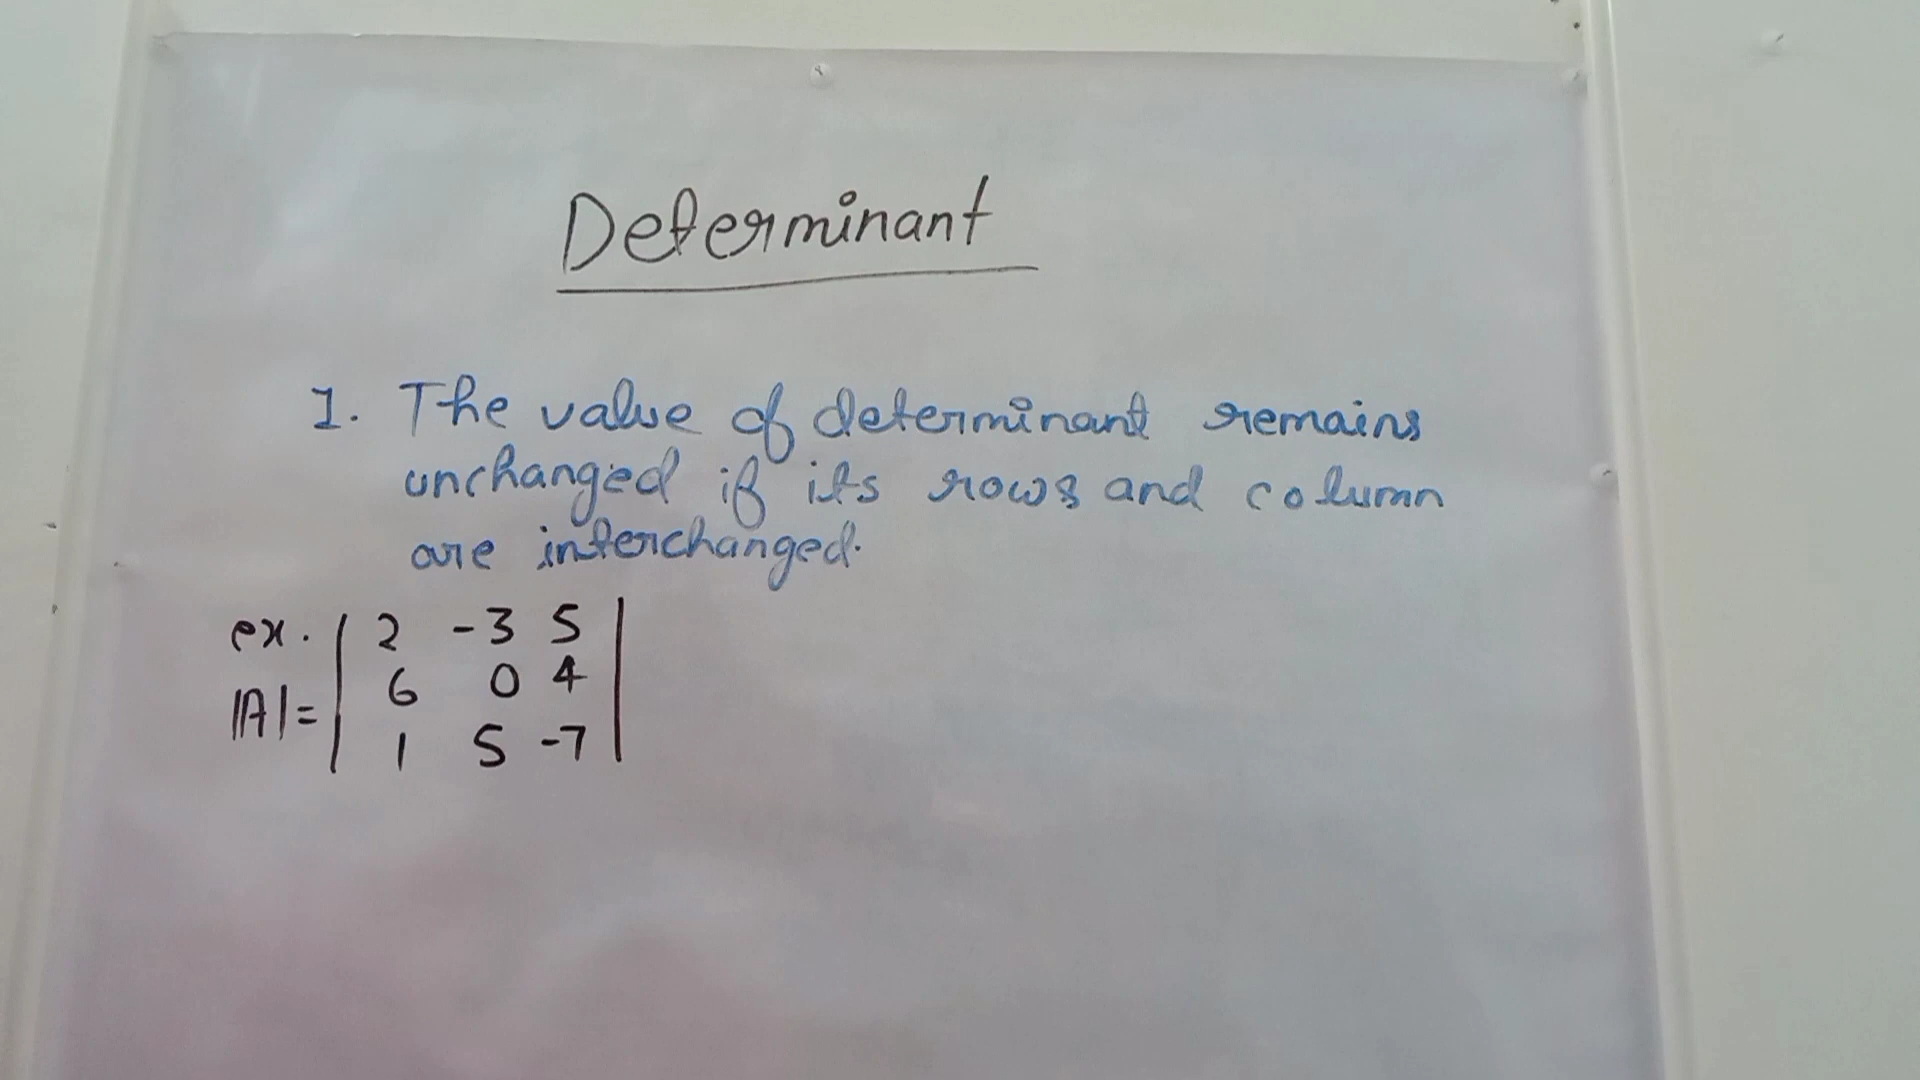 Determinant
1. The value of determinant remains
unchanged if its rows and column
are interchanged.
ex. | 2 -3 5 |
6 0 4
|A|= 1 5 -7